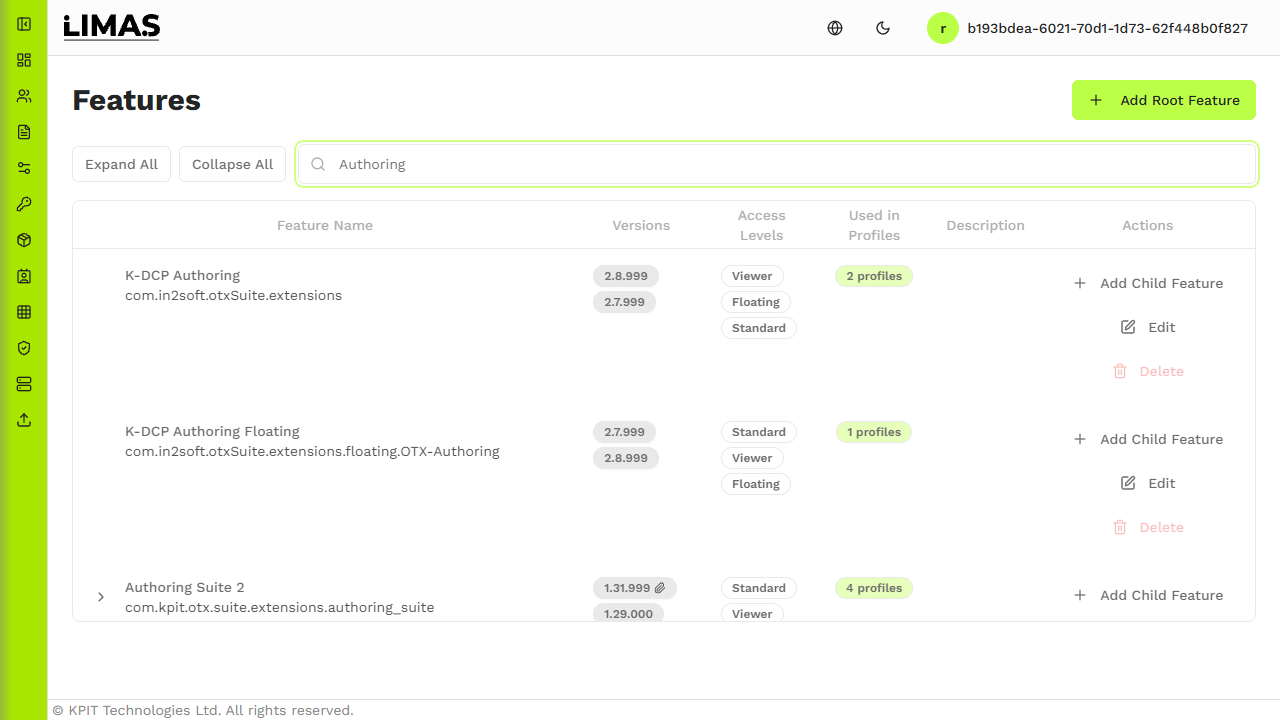 LIMAS
r b193bdea-6021-70d1-1d73-62f448b0f827
Features
Add Root Feature
Expand All Collapse All Authoring
Feature Name Versions Access Levels Used in Profiles Description Actions
K-DCP Authoring
com.in2soft.otxSuite.extensions
2.8.999
2.7.999
Viewer
Floating
Standard
2 profiles
Add Child Feature
Edit
Delete
K-DCP Authoring Floating
com.in2soft.otxSuite.extensions.floating.OTX-Authoring
2.7.999
2.8.999
Standard
Viewer
Floating
1 profiles
Add Child Feature
Edit
Delete
Authoring Suite 2
com.kpit.otx.suite.extensions.authoring_suite
1.31.999
1.29.000
Standard
Viewer
4 profiles
Add Child Feature
© KPIT Technologies Ltd. All rights reserved.